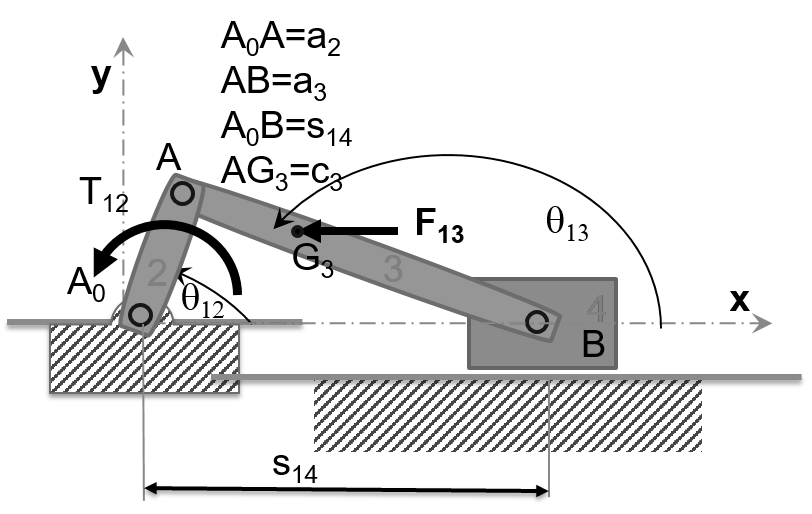 A₀A=a₂
y
AB=a₃
A₀B=s₁₄
A
AG₃=c₃
T₁₂
F₁₃
θ₁₃
G₃
2
3
A₀
θ₁₂
4
x
B
s₁₄